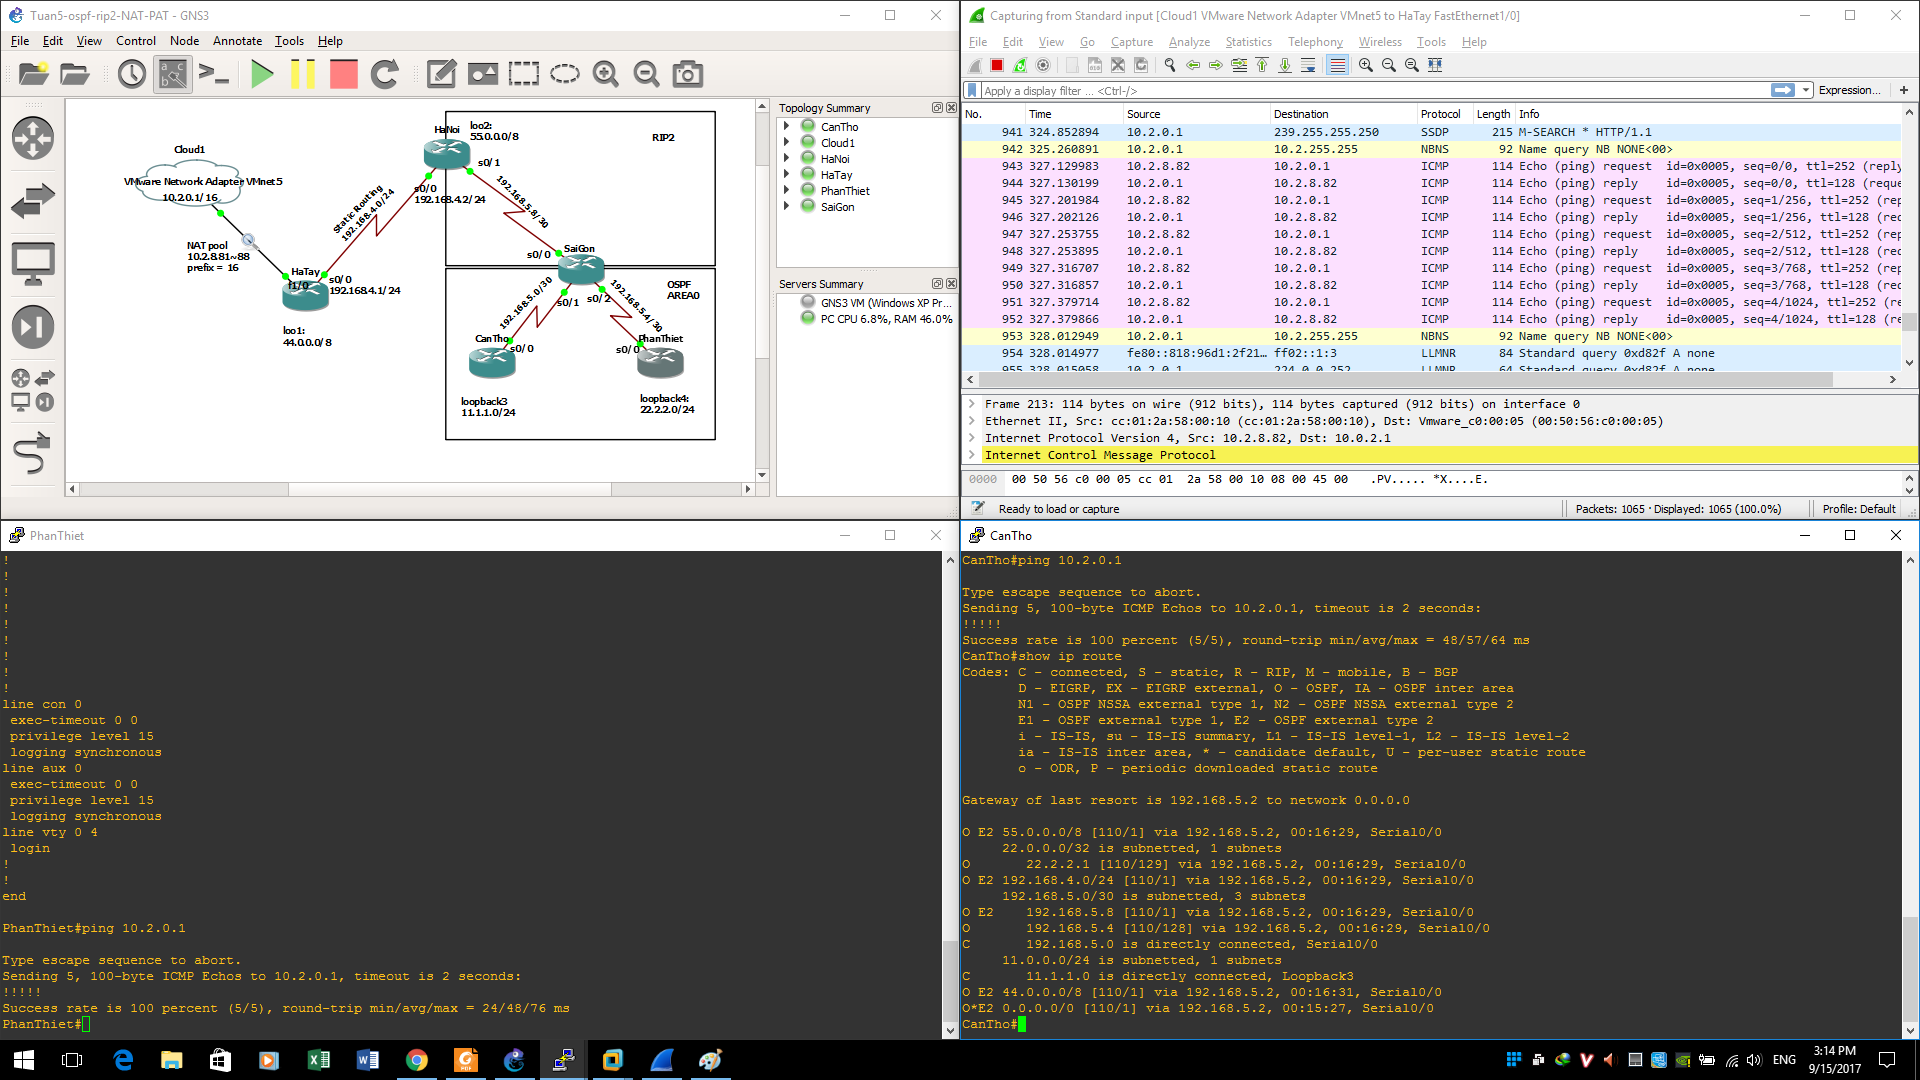 Tuan5-ospf-rip2-NAT-PAT - GNS3
File Edit View Control Node Annotate Tools Help
Cloud1
VMware Network Adapter VMnet5
10.2.0.1/16
NAT pool
10.2.8.81~88
prefix = 16
HaTay
f1/0
s0/0
192.168.4.1/24
loo1:
44.0.0.0/8
Static Routing
192.168.4.0/24
HaNoi
loo2:
55.0.0.0/8
s0/1
s0/0
192.168.4.2/24
RIP2
192.168.5.8/30
SaiGon
s0/0
s0/1
s0/2
OSPF
AREA0
192.168.5.0/30
192.168.5.4/30
CanTho
s0/0
PhanThiet
s0/0
loopback3
11.1.1.0/24
loopback4:
22.2.2.0/24
Topology Summary
CanTho
Cloud1
HaNoi
HaTay
PhanThiet
SaiGon
Servers Summary
GNS3 VM (Windows XP Pr...
PC CPU 6.8%, RAM 46.0%
Capturing from Standard input [Cloud1 VMware Network Adapter VMnet5 to HaTay FastEthernet1/0]
File Edit View Go Capture Analyze Statistics Telephony Wireless Tools Help
Apply a display filter ... <Ctrl-/> Expression... +
No. Time Source Destination Protocol Length Info
941 324.852894 10.2.0.1 239.255.255.250 SSDP 215 M-SEARCH * HTTP/1.1
942 325.260891 10.2.0.1 10.2.255.255 NBNS 92 Name query NB NONE<00>
943 327.129983 10.2.8.82 10.2.0.1 ICMP 114 Echo (ping) request id=0x0005, seq=0/0, ttl=252 (reply
944 327.130199 10.2.0.1 10.2.8.82 ICMP 114 Echo (ping) reply id=0x0005, seq=0/0, ttl=128 (reque
945 327.201984 10.2.8.82 10.2.0.1 ICMP 114 Echo (ping) request id=0x0005, seq=1/256, ttl=252 (rep
946 327.202126 10.2.0.1 10.2.8.82 ICMP 114 Echo (ping) reply id=0x0005, seq=1/256, ttl=128 (req
947 327.253755 10.2.8.82 10.2.0.1 ICMP 114 Echo (ping) request id=0x0005, seq=2/512, ttl=252 (rep
948 327.253895 10.2.0.1 10.2.8.82 ICMP 114 Echo (ping) reply id=0x0005, seq=2/512, ttl=128 (req
949 327.316707 10.2.8.82 10.2.0.1 ICMP 114 Echo (ping) request id=0x0005, seq=3/768, ttl=252 (rep
950 327.316857 10.2.0.1 10.2.8.82 ICMP 114 Echo (ping) reply id=0x0005, seq=3/768, ttl=128 (req
951 327.379714 10.2.8.82 10.2.0.1 ICMP 114 Echo (ping) request id=0x0005, seq=4/1024, ttl=252 (re
952 327.379866 10.2.0.1 10.2.8.82 ICMP 114 Echo (ping) reply id=0x0005, seq=4/1024, ttl=128 (re
953 328.012949 10.2.0.1 10.2.255.255 NBNS 92 Name query NB NONE<00>
954 328.014977 fe80::818:96d1:2f21... ff02::1:3 LLMNR 84 Standard query 0xd82f A none
955 328.015058 10.2.0.1 224.0.0.252 LLMNR 64 Standard query 0xd82f A none
Frame 213: 114 bytes on wire (912 bits), 114 bytes captured (912 bits) on interface 0
Ethernet II, Src: cc:01:2a:58:00:10 (cc:01:2a:58:00:10), Dst: Vmware_c0:00:05 (00:50:56:c0:00:05)
Internet Protocol Version 4, Src: 10.2.8.82, Dst: 10.0.2.1
Internet Control Message Protocol
0000 00 50 56 c0 00 05 cc 01 2a 58 00 10 08 00 45 00 .PV..... *X....E.
Ready to load or capture Packets: 1065 · Displayed: 1065 (100.0%) Profile: Default
PhanThiet
!
!
!
!
!
!
!
!
!
line con 0
exec-timeout 0 0
privilege level 15
logging synchronous
line aux 0
exec-timeout 0 0
privilege level 15
logging synchronous
line vty 0 4
login
!
!
end
PhanThiet#ping 10.2.0.1
Type escape sequence to abort.
Sending 5, 100-byte ICMP Echos to 10.2.0.1, timeout is 2 seconds:
!!!!!
Success rate is 100 percent (5/5), round-trip min/avg/max = 24/48/76 ms
PhanThiet#
CanTho
CanTho#ping 10.2.0.1
Type escape sequence to abort.
Sending 5, 100-byte ICMP Echos to 10.2.0.1, timeout is 2 seconds:
!!!!!
Success rate is 100 percent (5/5), round-trip min/avg/max = 48/57/64 ms
CanTho#show ip route
Codes: C - connected, S - static, R - RIP, M - mobile, B - BGP
D - EIGRP, EX - EIGRP external, O - OSPF, IA - OSPF inter area
N1 - OSPF NSSA external type 1, N2 - OSPF NSSA external type 2
E1 - OSPF external type 1, E2 - OSPF external type 2
i - IS-IS, su - IS-IS summary, L1 - IS-IS level-1, L2 - IS-IS level-2
ia - IS-IS inter area, * - candidate default, U - per-user static route
o - ODR, P - periodic downloaded static route
Gateway of last resort is 192.168.5.2 to network 0.0.0.0
O E2 55.0.0.0/8 [110/1] via 192.168.5.2, 00:16:29, Serial0/0
22.0.0.0/32 is subnetted, 1 subnets
O 22.2.2.1 [110/129] via 192.168.5.2, 00:16:29, Serial0/0
O E2 192.168.4.0/24 [110/1] via 192.168.5.2, 00:16:29, Serial0/0
192.168.5.0/30 is subnetted, 3 subnets
O E2 192.168.5.8 [110/1] via 192.168.5.2, 00:16:29, Serial0/0
O 192.168.5.4 [110/128] via 192.168.5.2, 00:16:29, Serial0/0
C 192.168.5.0 is directly connected, Serial0/0
11.0.0.0/24 is subnetted, 1 subnets
C 11.1.1.0 is directly connected, Loopback3
O E2 44.0.0.0/8 [110/1] via 192.168.5.2, 00:16:31, Serial0/0
O*E2 0.0.0.0/0 [110/1] via 192.168.5.2, 00:15:27, Serial0/0
CanTho#
ENG
3:14 PM
9/15/2017